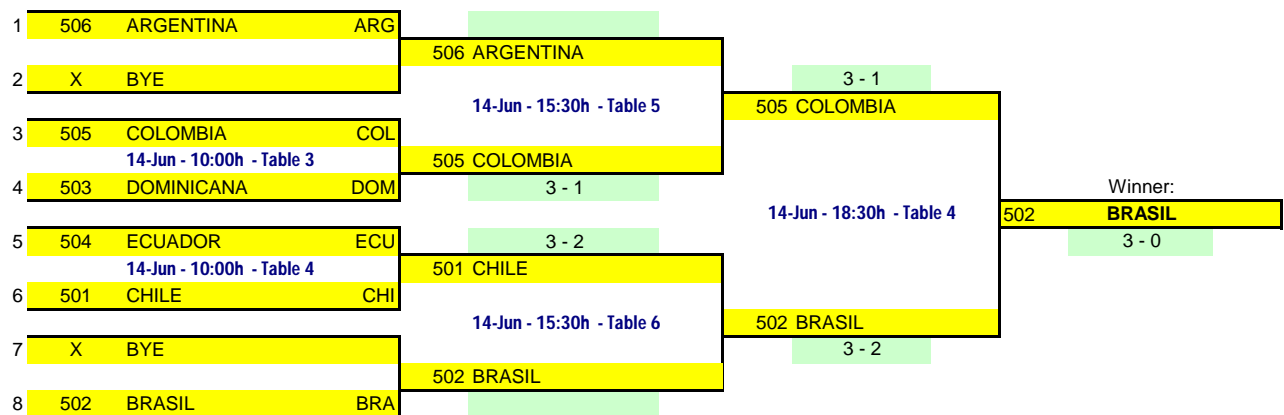 1 506 ARGENTINA ARG
506 ARGENTINA
2 X BYE 3 - 1
14-Jun - 15:30h - Table 5 505 COLOMBIA
3 505 COLOMBIA COL
14-Jun - 10:00h - Table 3 505 COLOMBIA
4 503 DOMINICANA DOM 3 - 1 Winner:
14-Jun - 18:30h - Table 4 502 BRASIL
5 504 ECUADOR ECU 3 - 2 3 - 0
14-Jun - 10:00h - Table 4 501 CHILE
6 501 CHILE CHI
14-Jun - 15:30h - Table 6 502 BRASIL
7 X BYE 3 - 2
502 BRASIL
8 502 BRASIL BRA